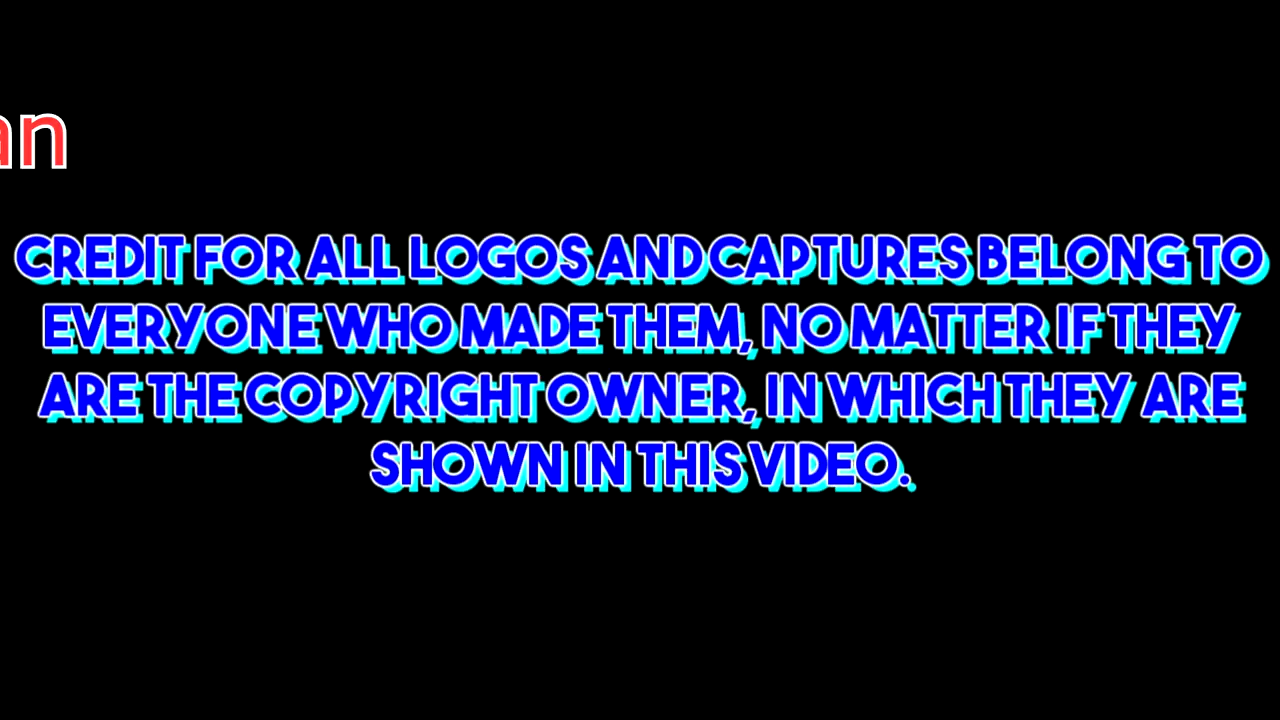 an
CREDIT FOR ALL LOGOS AND CAPTURES BELONG TO
EVERYONE WHO MADE THEM, NO MATTER IF THEY
ARE THE COPYRIGHT OWNER, IN WHICH THEY ARE
SHOWN IN THIS VIDEO.